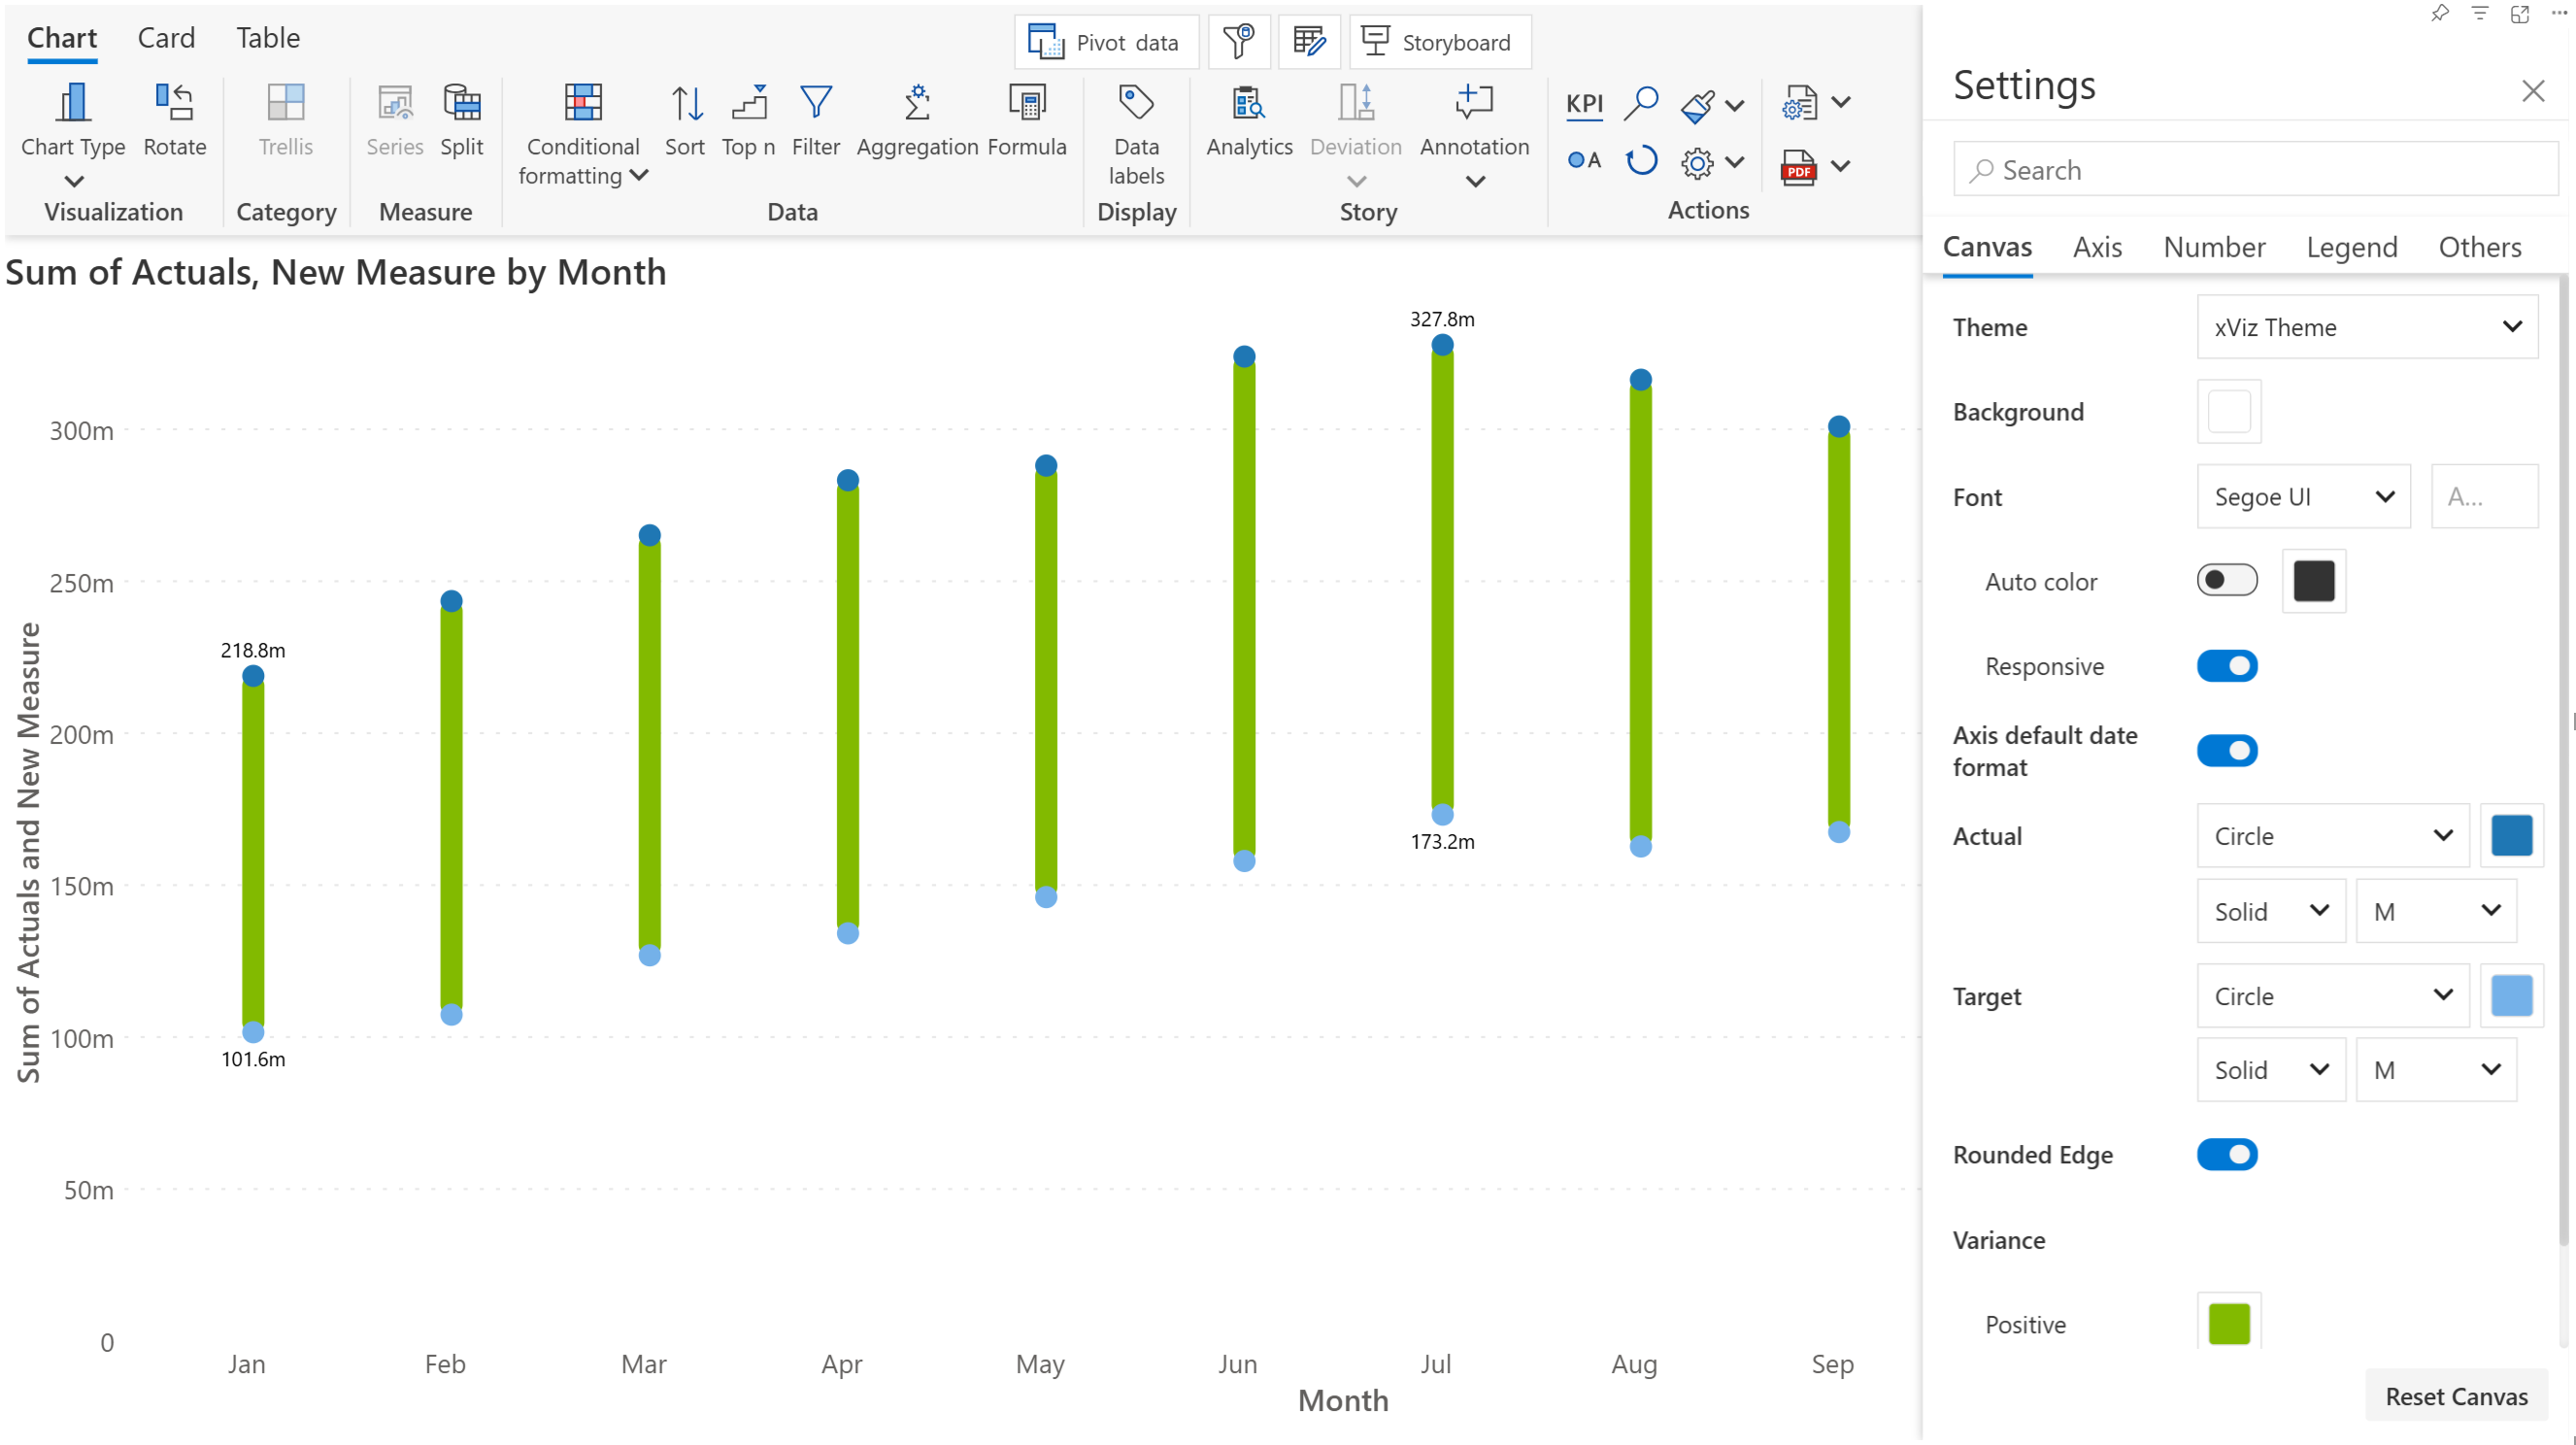 Chart Card Table
Pivot data
Storyboard
Chart Type
Rotate
Visualization
Trellis
Category
Series
Split
Measure
Conditional
formatting
Sort
Top n
Filter
Aggregation
Formula
Data
Data
labels
Display
Analytics
Deviation
Annotation
Story
KPI
A
PDF
Actions
Sum of Actuals, New Measure by Month
Sum of Actuals and New Measure
300m
250m
200m
150m
100m
50m
0
218.8m
101.6m
327.8m
173.2m
Jan Feb Mar Apr May Jun Jul Aug Sep
Month
Settings
Search
Canvas Axis Number Legend Others
Theme
xViz Theme
Background
Font
Segoe UI
A...
Auto color
Responsive
Axis default date
format
Actual
Circle
Solid
M
Target
Circle
Solid
M
Rounded Edge
Variance
Positive
Reset Canvas